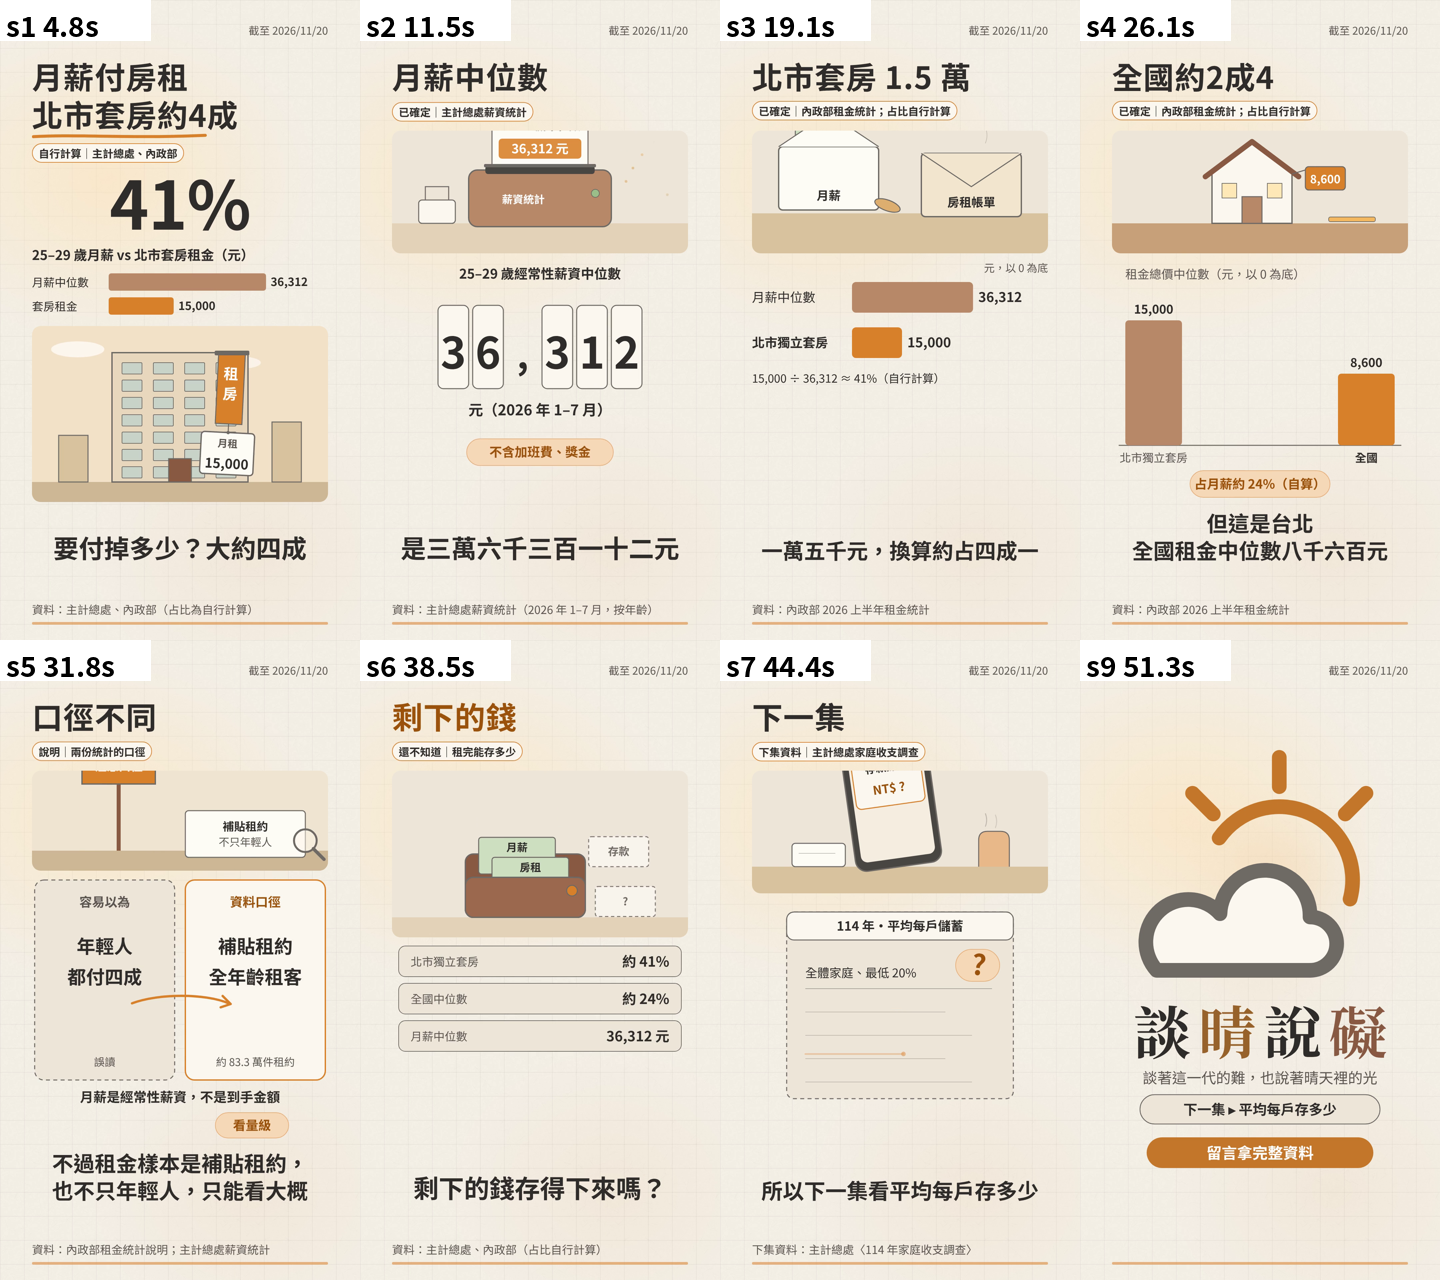 s1 4.8s
截至 2026/11/20
月薪付房租
北市套房約4成
自行計算｜主計總處、內政部
41%
25–29 歲月薪 vs 北市套房租金（元）
月薪中位數 36,312
套房租金 15,000
租房
月租
15,000
要付掉多少？大約四成
資料：主計總處、內政部（占比為自行計算）
s2 11.5s
截至 2026/11/20
月薪中位數
已確定｜主計總處薪資統計
36,312 元
薪資統計
25–29 歲經常性薪資中位數
36,312
元（2026 年 1–7 月）
不含加班費、獎金
是三萬六千三百一十二元
資料：主計總處薪資統計（2026 年 1–7 月，按年齡）
s3 19.1s
截至 2026/11/20
北市套房 1.5 萬
已確定｜內政部租金統計；占比自行計算
月薪
房租帳單
元，以 0 為底
月薪中位數 36,312
北市獨立套房 15,000
15,000 ÷ 36,312 ≈ 41%（自行計算）
一萬五千元，換算約占四成一
資料：內政部 2026 上半年租金統計
s4 26.1s
截至 2026/11/20
全國約2成4
已確定｜內政部租金統計；占比自行計算
8,600
租金總價中位數（元，以 0 為底）
15,000
8,600
北市獨立套房
全國
占月薪約 24%（自算）
但這是台北
全國租金中位數八千六百元
資料：內政部 2026 上半年租金統計
s5 31.8s
截至 2026/11/20
口徑不同
說明｜兩份統計的口徑
補貼租約
不只年輕人
容易以為
年輕人
都付四成
誤讀
資料口徑
補貼租約
全年齡租客
約 83.3 萬件租約
月薪是經常性薪資，不是到手金額
看量級
不過租金樣本是補貼租約，
也不只年輕人，只能看大概
資料：內政部租金統計說明；主計總處薪資統計
s6 38.5s
截至 2026/11/20
剩下的錢
還不知道｜租完能存多少
月薪
房租
存款
?
北市獨立套房 約 41%
全國中位數 約 24%
月薪中位數 36,312 元
剩下的錢存得下來嗎？
資料：主計總處、內政部（占比自行計算）
s7 44.4s
截至 2026/11/20
下一集
下集資料｜主計總處家庭收支調查
NT$ ?
114 年・平均每戶儲蓄
全體家庭、最低 20%
?
所以下一集看平均每戶存多少
下集資料：主計總處〈114 年家庭收支調查〉
s9 51.3s
截至 2026/11/20
談晴說礙
談著這一代的難，也說著晴天裡的光
下一集 ▸ 平均每戶存多少
留言拿完整資料